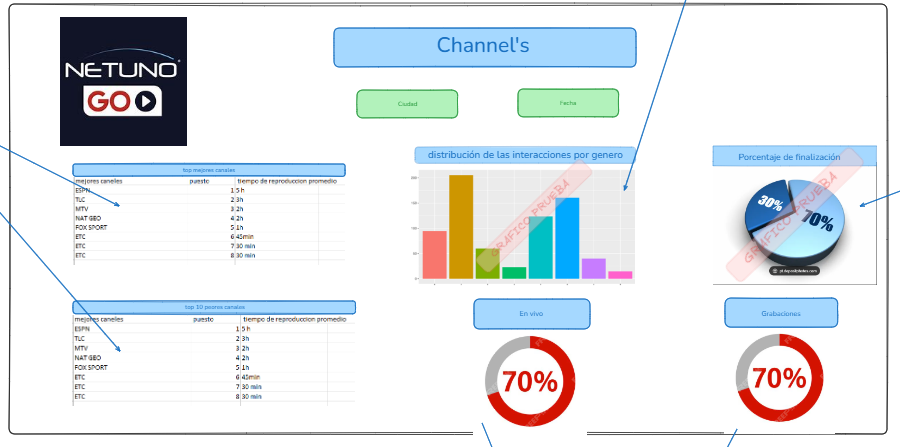 NETUNO
GO
Channel's
Ciudad
Fecha
top mejores canales
mejores caneles puesto tiempo de reproduccion promedio
ESPN 1 5 h
TLC 2 3h
MTV 3 2h
NAT GEO 4 2h
FOX SPORT 5 1h
ETC 6 45min
ETC 7 30 min
ETC 8 30 min
distribución de las interacciones por genero
GRAFICO PRUEBA
Porcentaje de finalización
30%
70%
GRAFICO PRUEBA
top 10 peores canales
mejores caneles puesto tiempo de reproduccion promedio
ESPN 1 5 h
TLC 2 3h
MTV 3 2h
NAT GEO 4 2h
FOX SPORT 5 1h
ETC 6 45min
ETC 7 30 min
ETC 8 30 min
En vivo
70%
Grabaciones
70%